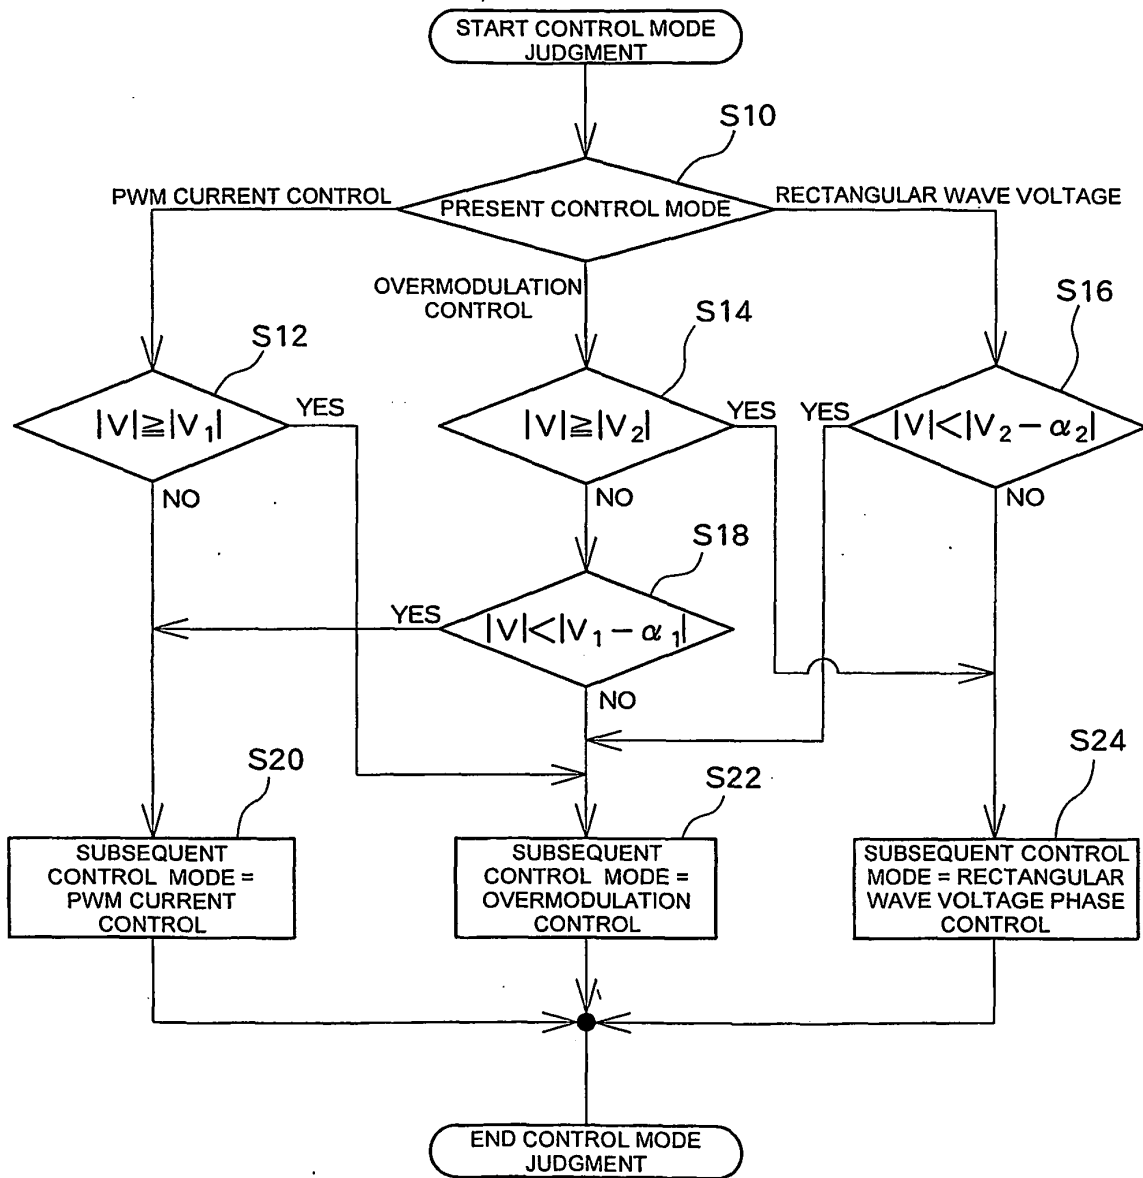 START CONTROL MODE
JUDGMENT
S10
PWM CURRENT CONTROL
PRESENT CONTROL MODE
RECTANGULAR WAVE VOLTAGE
OVERMODULATION
CONTROL
S12
S14
S16
|V|≧|V₁|
YES
NO
|V|≧|V₂|
YES
NO
YES
|V|<|V₂−α₂|
NO
S18
YES
|V|<|V₁−α₁|
NO
S20
SUBSEQUENT
CONTROL MODE =
PWM CURRENT
CONTROL
S22
SUBSEQUENT
CONTROL MODE =
OVERMODULATION
CONTROL
S24
SUBSEQUENT CONTROL
MODE = RECTANGULAR
WAVE VOLTAGE PHASE
CONTROL
END CONTROL MODE
JUDGMENT